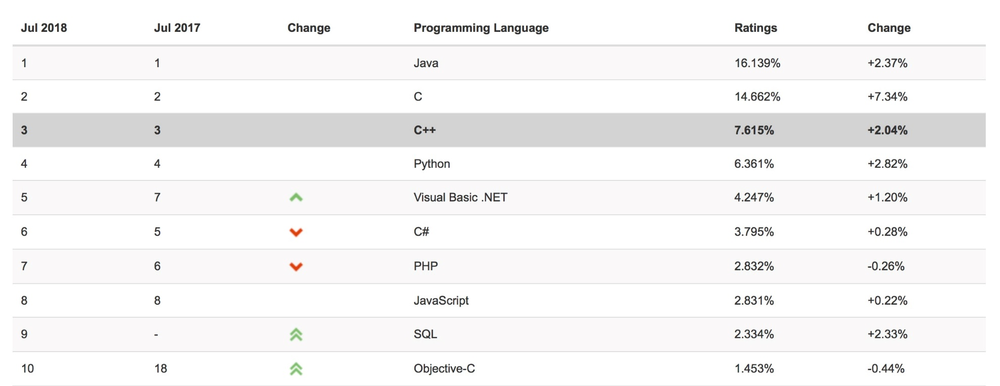 Jul 2018 Jul 2017 Change Programming Language Ratings Change
1 1 Java 16.139% +2.37%
2 2 C 14.662% +7.34%
3 3 C++ 7.615% +2.04%
4 4 Python 6.361% +2.82%
5 7 Visual Basic .NET 4.247% +1.20%
6 5 C# 3.795% +0.28%
7 6 PHP 2.832% -0.26%
8 8 JavaScript 2.831% +0.22%
9 - SQL 2.334% +2.33%
10 18 Objective-C 1.453% -0.44%